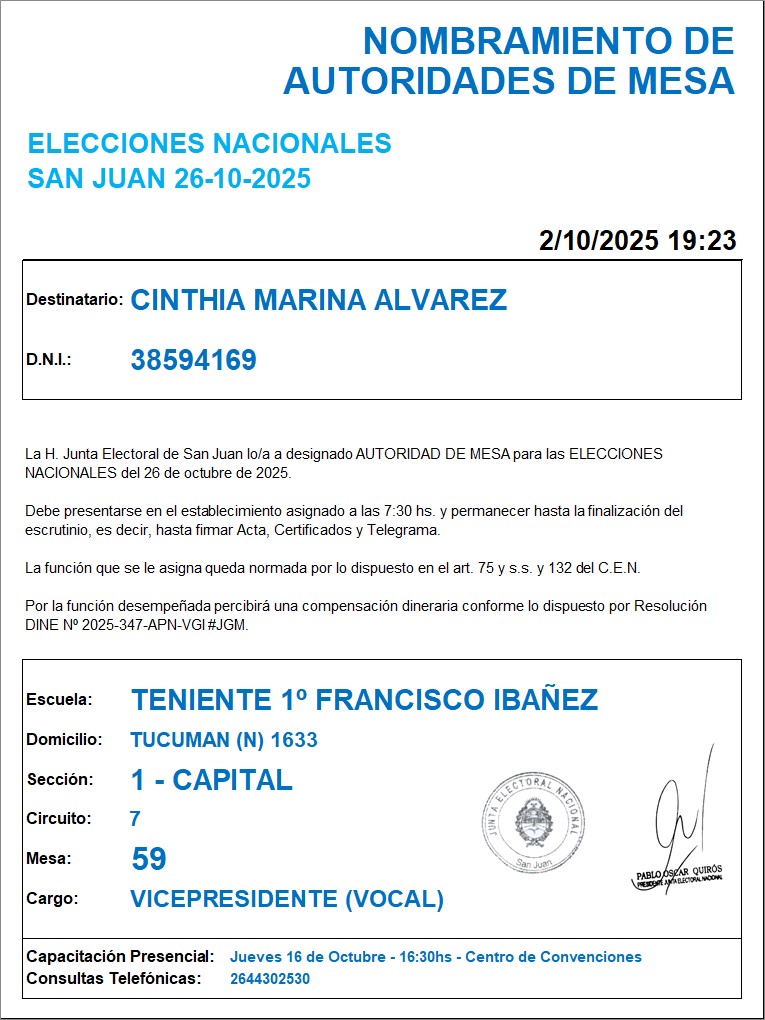 NOMBRAMIENTO DE
AUTORIDADES DE MESA
ELECCIONES NACIONALES
SAN JUAN 26-10-2025
2/10/2025 19:23
Destinatario: CINTHIA MARINA ALVAREZ
D.N.I.: 38594169
La H. Junta Electoral de San Juan lo/a a designado AUTORIDAD DE MESA para las ELECCIONES
NACIONALES del 26 de octubre de 2025.
Debe presentarse en el establecimiento asignado a las 7:30 hs. y permanecer hasta la finalización del
escrutinio, es decir, hasta firmar Acta, Certificados y Telegrama.
La función que se le asigna queda normada por lo dispuesto en el art. 75 y s.s. y 132 del C.E.N.
Por la función desempeñada percibirá una compensación dineraria conforme lo dispuesto por Resolución
DINE Nº 2025-347-APN-VGI#JGM.
Escuela: TENIENTE 1º FRANCISCO IBAÑEZ
Domicilio: TUCUMAN (N) 1633
Sección: 1 - CAPITAL
Circuito: 7
Mesa: 59
Cargo: VICEPRESIDENTE (VOCAL)
JUNTA ELECTORAL NACIONAL
San Juan
PABLO OSCAR QUIRÓS
PRESIDENTE JUNTA ELECTORAL NACIONAL
Capacitación Presencial: Jueves 16 de Octubre - 16:30hs - Centro de Convenciones
Consultas Telefónicas: 2644302530